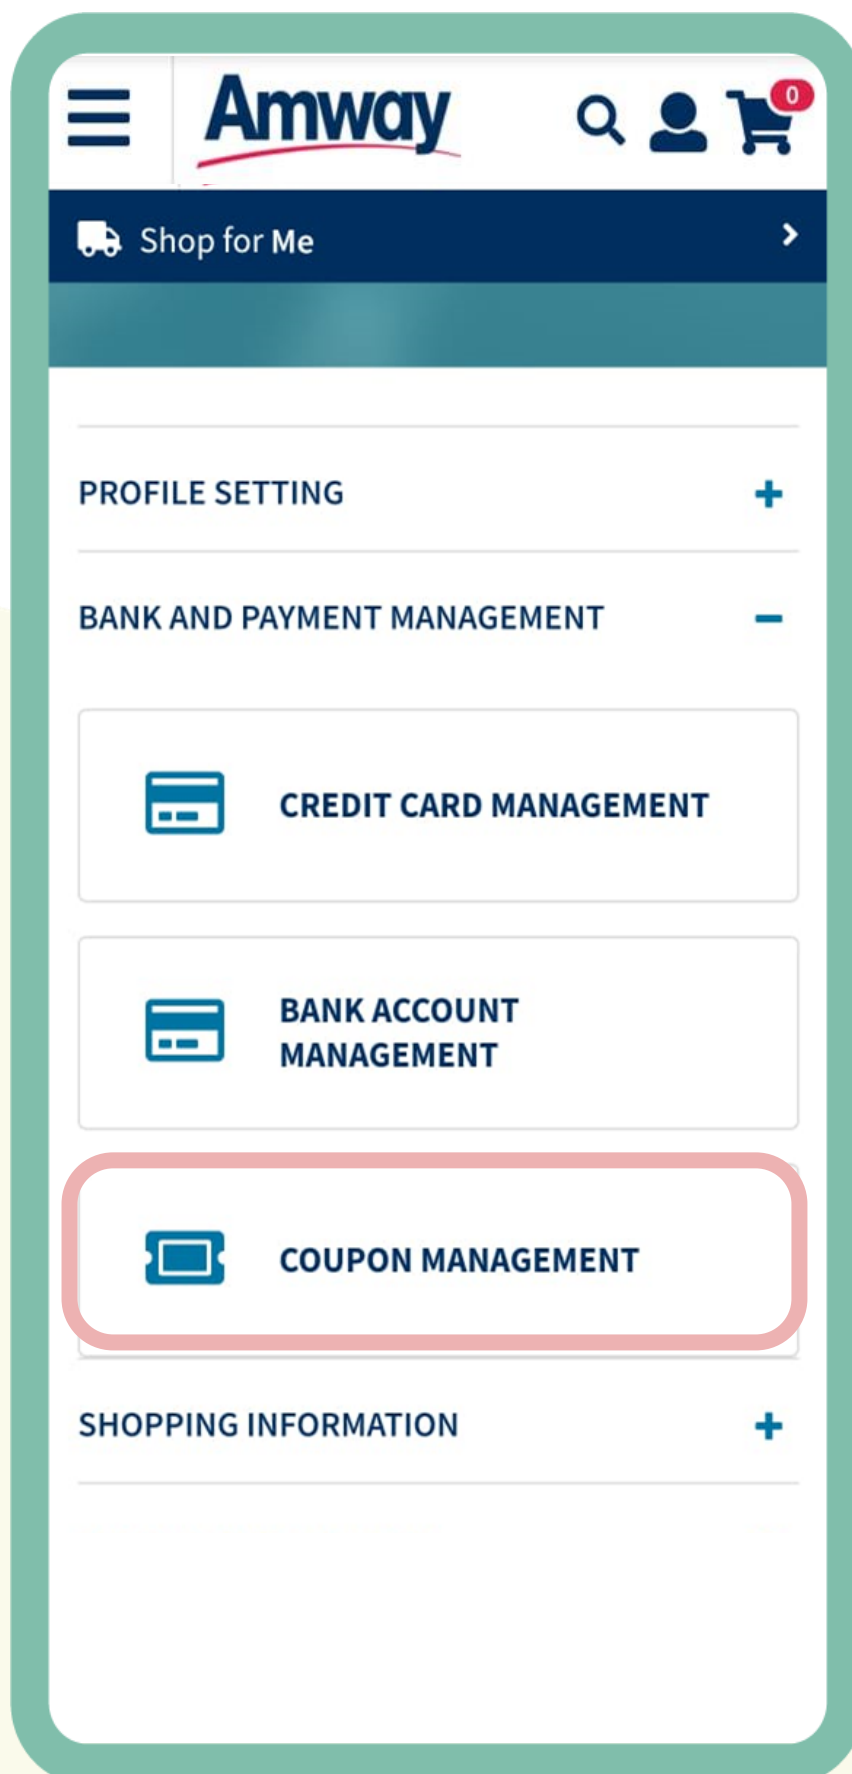 Amway
0
Shop for Me
PROFILE SETTING
BANK AND PAYMENT MANAGEMENT
CREDIT CARD MANAGEMENT
BANK ACCOUNT
MANAGEMENT
COUPON MANAGEMENT
SHOPPING INFORMATION